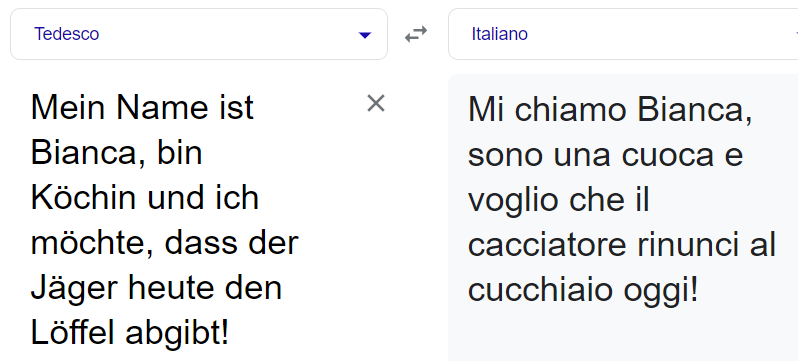 Tedesco
Italiano
Mein Name ist
Bianca, bin
Köchin und ich
möchte, dass der
Jäger heute den
Löffel abgibt!
Mi chiamo Bianca,
sono una cuoca e
voglio che il
cacciatore rinunci al
cucchiaio oggi!